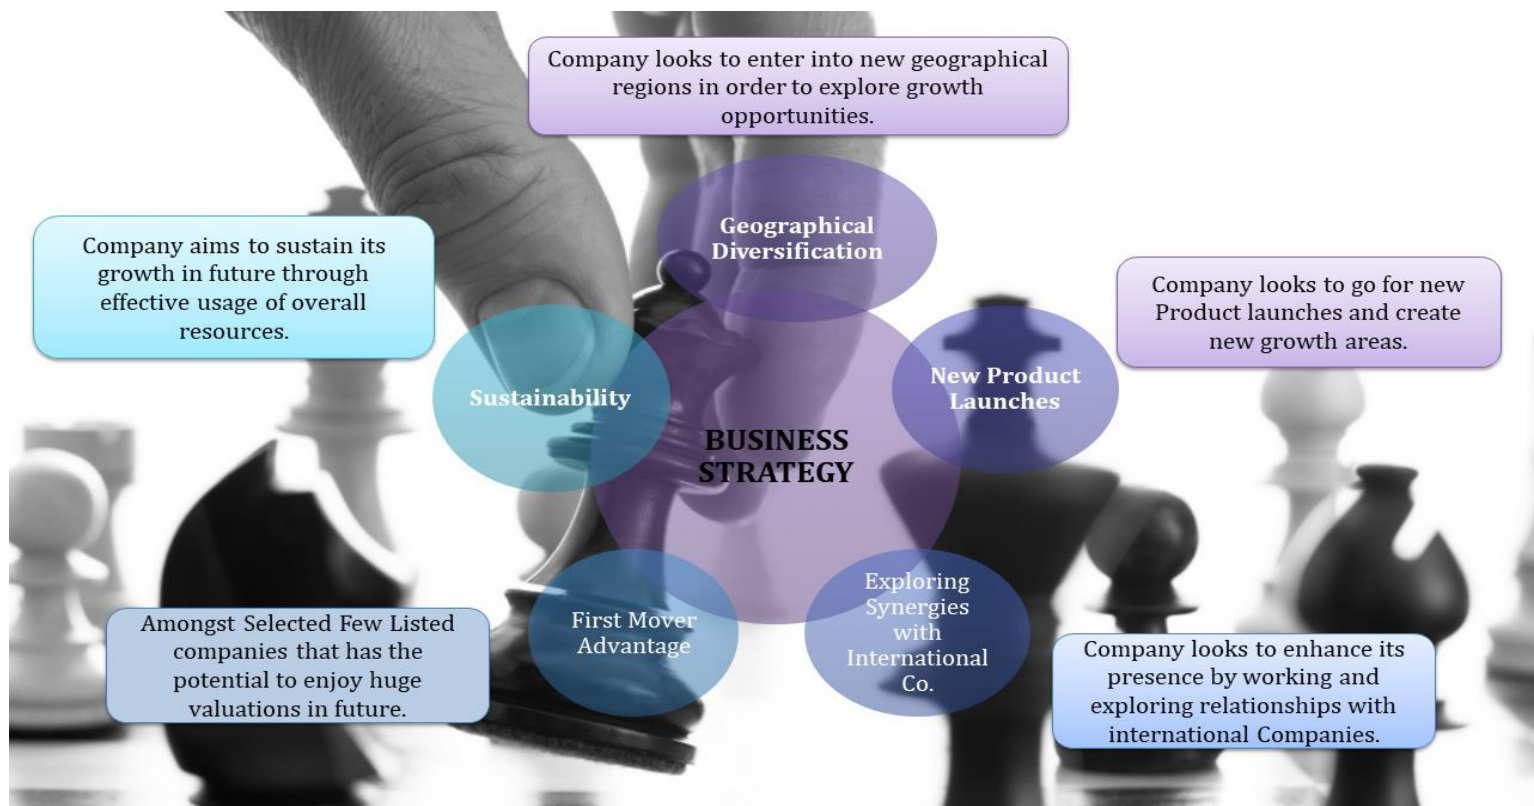 Company looks to enter into new geographical
regions in order to explore growth
opportunities.
Geographical
Diversification
Company aims to sustain its
growth in future through
effective usage of overall
resources.
Sustainability
Company looks to go for new
Product launches and create
new growth areas.
New Product
Launches
BUSINESS
STRATEGY
First Mover
Advantage
Amongst Selected Few Listed
companies that has the
potential to enjoy huge
valuations in future.
Exploring
Synergies
with
International
Co.
Company looks to enhance its
presence by working and
exploring relationships with
international Companies.